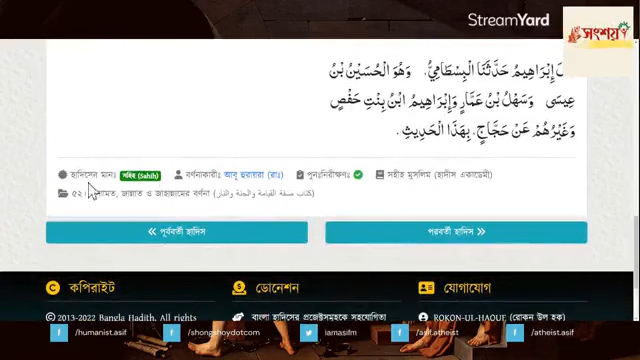 StreamYard
সংশয়
إِبْرَاهِيمُ حَدَّثَنَا الْبِسْطَامِيُّ، وَهُوَ الْحُسَيْنُ بْنُ
عِيسَى وَسَهْلُ بْنُ عَمَّارٍ وَإِبْرَاهِيمُ ابْنُ بِنْتِ حَفْصٍ
وَغَيْرُهُمْ عَنْ حَجَّاجٍ، بِهَذَا الْحَدِيثِ .
হাদিসের মানঃ সহিহ (Sahih) বর্ণনাকারীঃ আবূ হুরায়রা (রাঃ) পুনঃনিরীক্ষণঃ সহীহ মুসলিম (হাদীস একাডেমী)
৫২। জান্নাত ও জাহান্নামের বর্ণনা (كتاب صفة القيامة والجنة والنار)
পূর্ববর্তী হাদিস পরবর্তী হাদিস
কপিরাইট ডোনেশন যোগাযোগ
2013-2022 Bangla Hadith. All rights বাংলা হাদিসের প্রজেক্টসমূহকে সহযোগিতা ROKON-UL-HAQUE (রোকন উল হক)
/humanist.asif /shongshoydotcom iamasifm /asif.atheist /atheist.asif